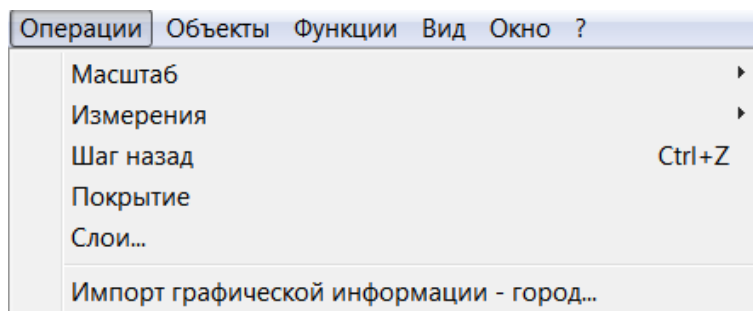 Операции Объекты Функции Вид Окно ?
Масштаб
Измерения
Шаг назад Ctrl+Z
Покрытие
Слои...
Импорт графической информации - город...